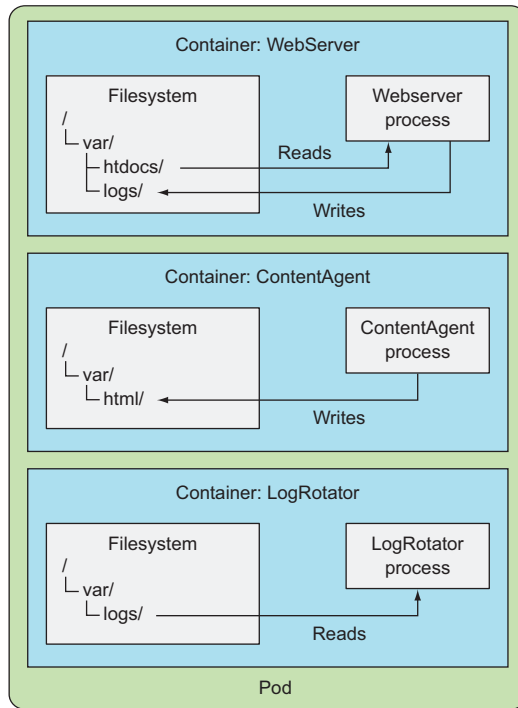 Container: WebServer
Filesystem
/
var/
htdocs/
logs/
Webserver
process
Reads
Writes
Container: ContentAgent
Filesystem
/
var/
html/
ContentAgent
process
Writes
Container: LogRotator
Filesystem
/
var/
logs/
LogRotator
process
Reads
Pod